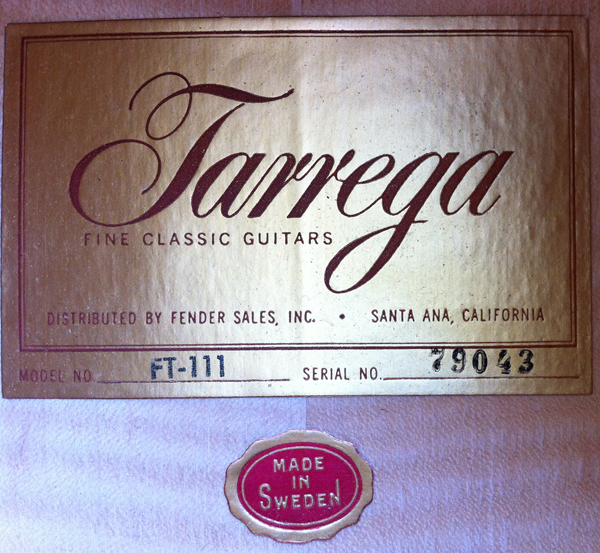 Tarrega
FINE CLASSIC GUITARS
DISTRIBUTED BY FENDER SALES, INC. • SANTA ANA, CALIFORNIA
MODEL NO. FT-111 SERIAL NO. 79043
MADE
IN
SWEDEN